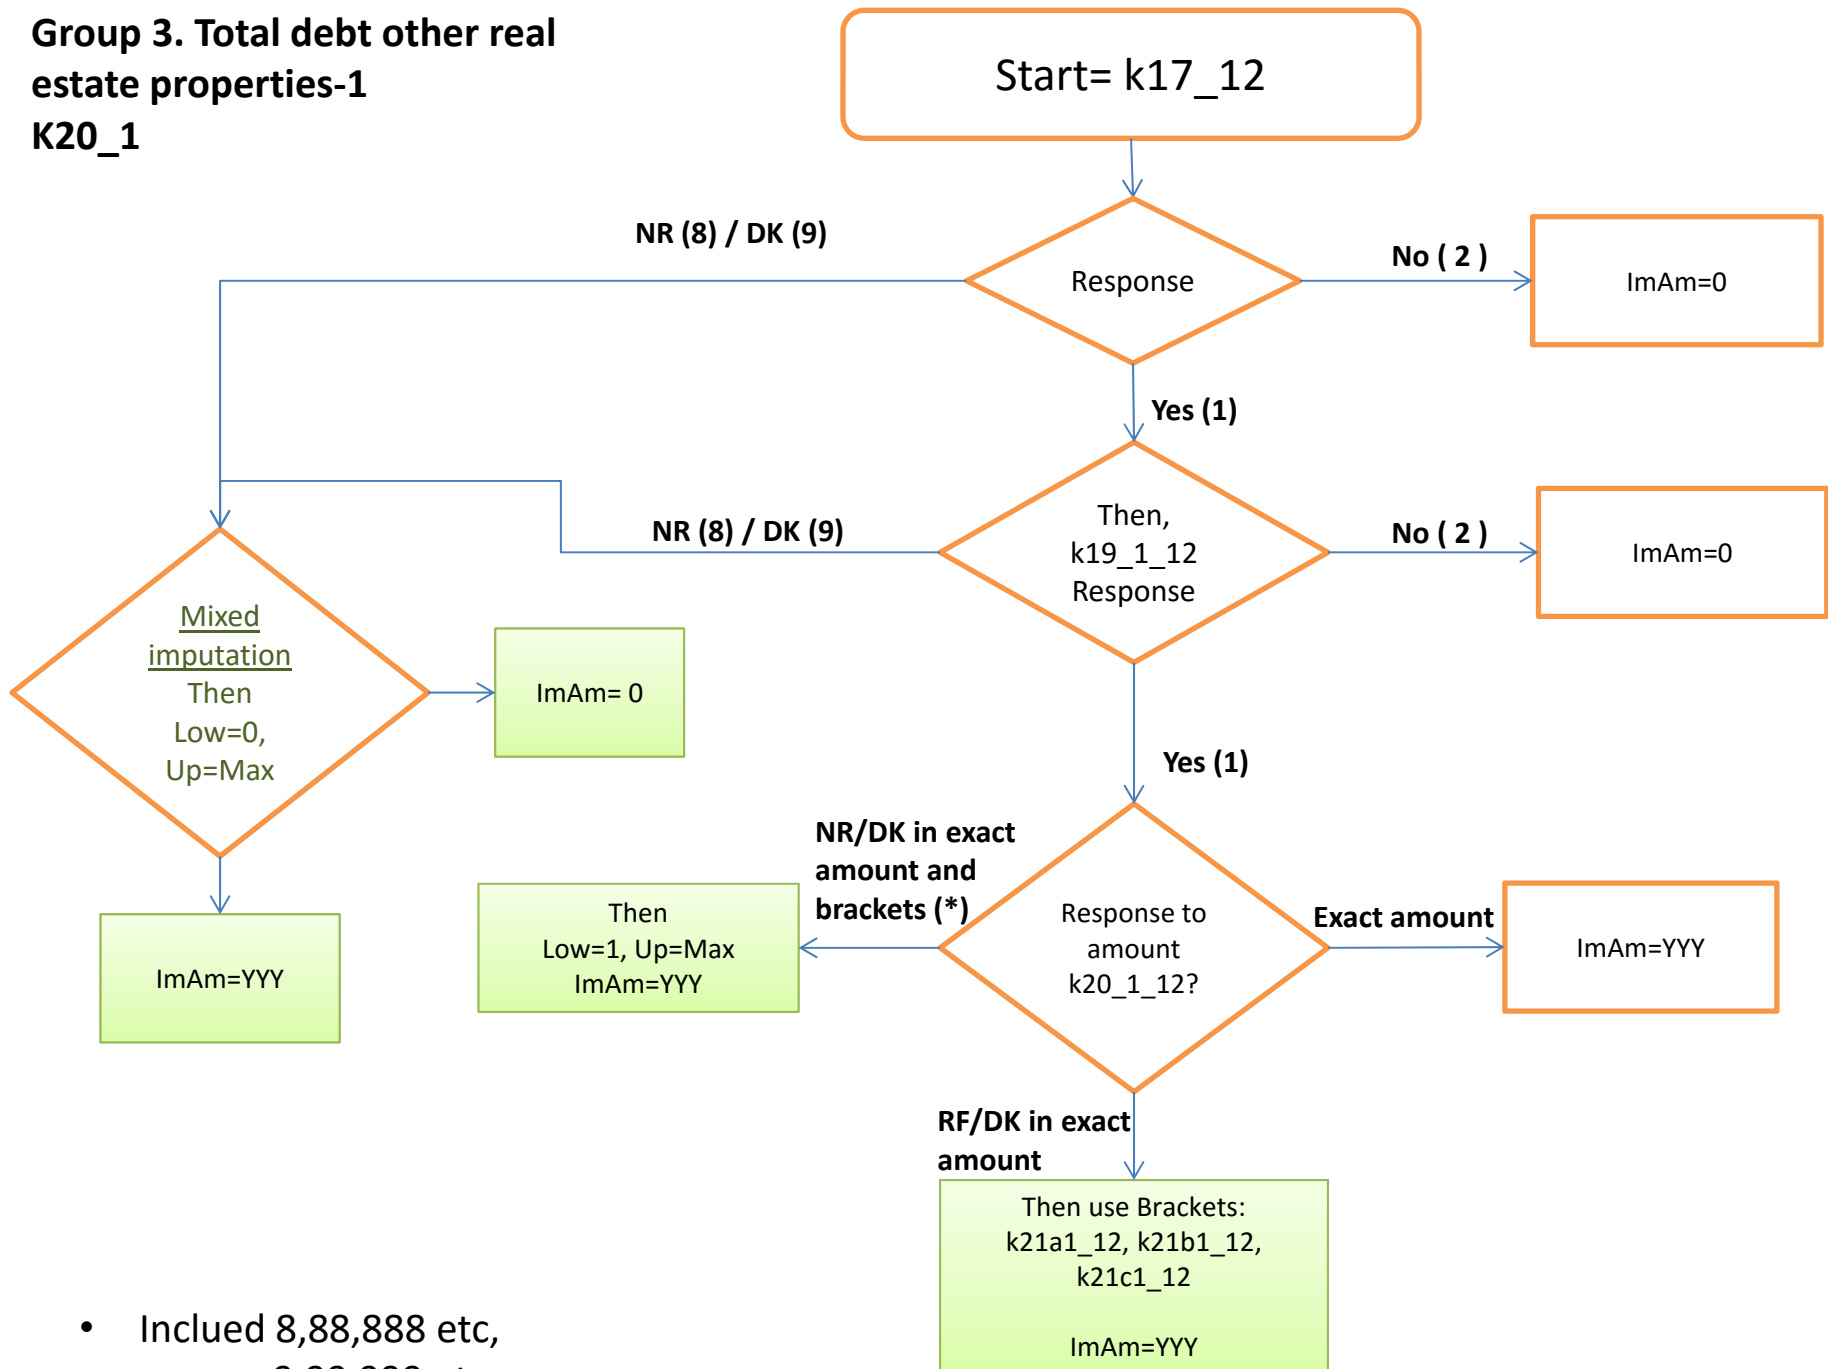 Group 3. Total debt other real
estate properties-1
K20_1
Start= k17_12
NR (8) / DK (9)
Response
No ( 2 )
ImAm=0
Yes (1)
Then,
k19_1_12
Response
NR (8) / DK (9)
No ( 2 )
ImAm=0
Mixed
imputation
Then
Low=0,
Up=Max
ImAm= 0
Yes (1)
ImAm=YYY
NR/DK in exact
amount and
brackets (*)
Then
Low=1, Up=Max
ImAm=YYY
Response to
amount
k20_1_12?
Exact amount
ImAm=YYY
RF/DK in exact
amount
Then use Brackets:
k21a1_12, k21b1_12,
k21c1_12
ImAm=YYY
• Inclued 8,88,888 etc,